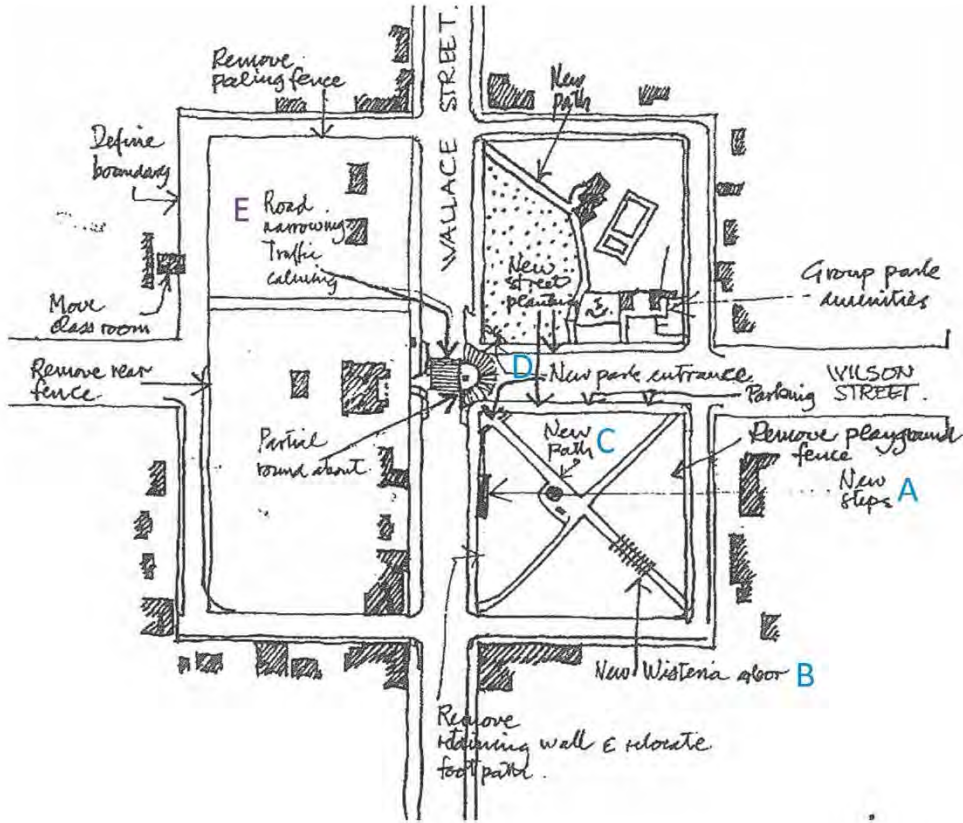 Remove
paling fence
WALLACE STREET.
New
path
Define
boundary
E
Road
narrowing
Traffic
calming
New
street
planting
Group park
amenities
Move
class room
Remove rear
fence.
D
New park entrance
Parking
WILSON
STREET.
Partial
round about
New
path
C
Remove playground
fence
New
steps
A
New Wisteria arbor
B
Remove
retaining wall & relocate
foot path.